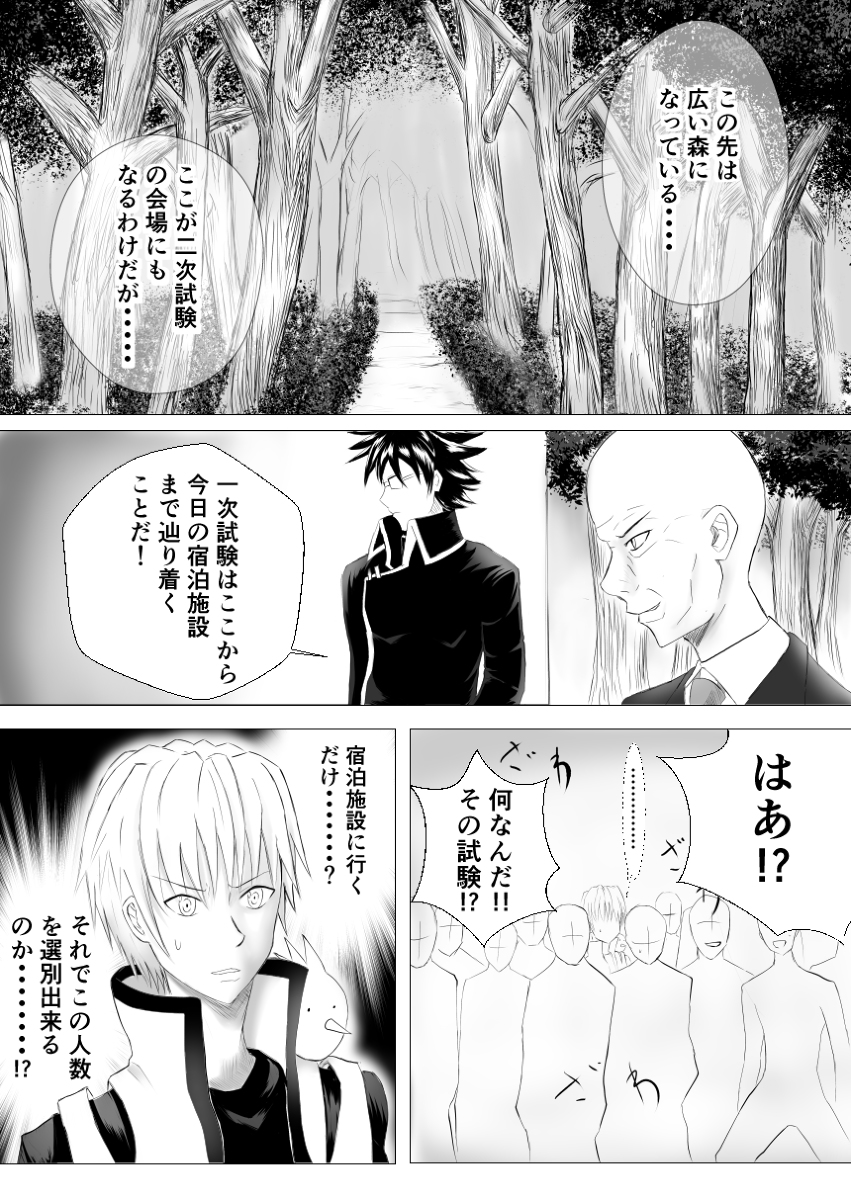 この先は
広い森に
なっている・・・・
ここが二次試験
の会場にも
なるわけだが・・・・・
一次試験はここから
今日の宿泊施設
まで辿り着く
ことだ！
はあ!?
・・・・・・・・
何なんだ!!
その試験!?
ざわ
ざわ
ざわ
宿泊施設に行く
だけ・・・・・・・？
それでこの人数
を選別出来る
のか・・・・・・・・!?